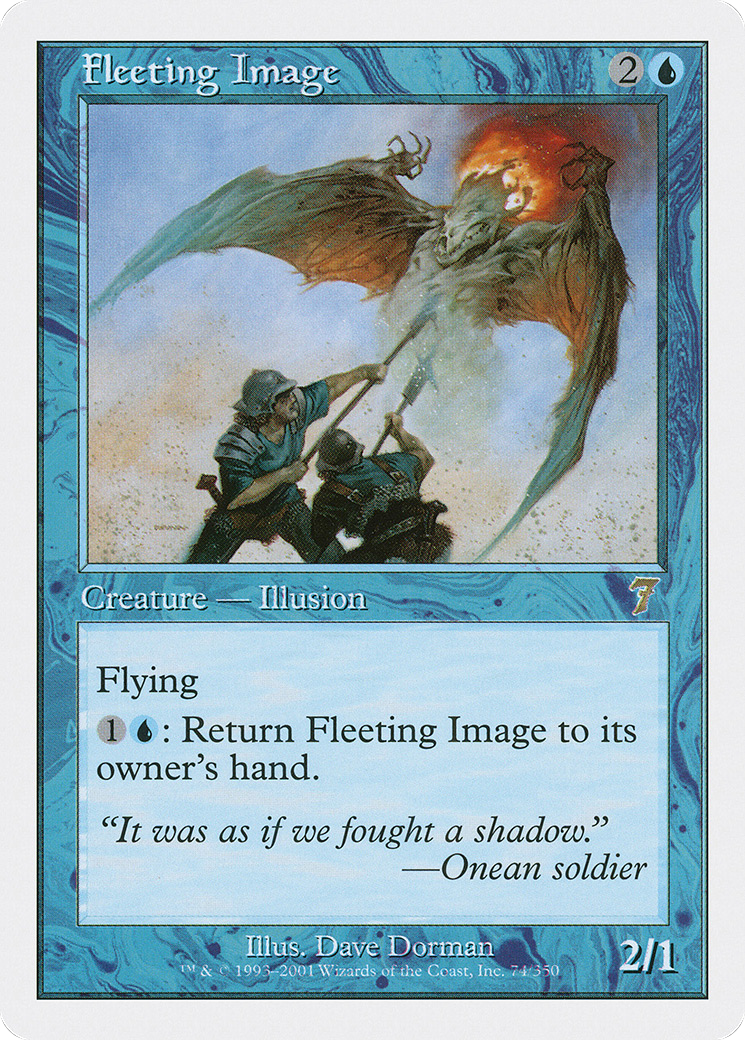 Fleeting Image 2
Creature — Illusion 7
Flying
1: Return Fleeting Image to its
owner's hand.
“It was as if we fought a shadow.”
—Onean soldier
Illus. Dave Dorman
™ & © 1993–2001 Wizards of the Coast, Inc. 74/350
2/1